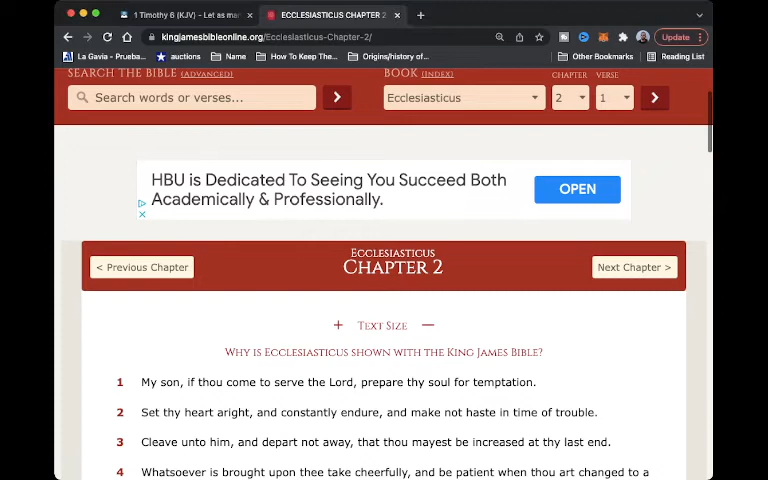 1 Timothy 6 (KJV) - Let as mar
ECCLESIASTICUS CHAPTER 2
kingjamesbibleonline.org/Ecclesiasticus-Chapter-2/
Update
La Gavia - Prueba...
auctions
Name
How To Keep The...
Origins/history of...
Other Bookmarks
Reading List
SEARCH THE BIBLE (ADVANCED)
BOOK (INDEX)
CHAPTER
VERSE
Search words or verses...
Ecclesiasticus
2
1
HBU is Dedicated To Seeing You Succeed Both
Academically & Professionally.
OPEN
< Previous Chapter
ECCLESIASTICUS
CHAPTER 2
Next Chapter >
+ TEXT SIZE —
WHY IS ECCLESIASTICUS SHOWN WITH THE KING JAMES BIBLE?
1 My son, if thou come to serve the Lord, prepare thy soul for temptation.
2 Set thy heart aright, and constantly endure, and make not haste in time of trouble.
3 Cleave unto him, and depart not away, that thou mayest be increased at thy last end.
4 Whatsoever is brought upon thee take cheerfully, and be patient when thou art changed to a